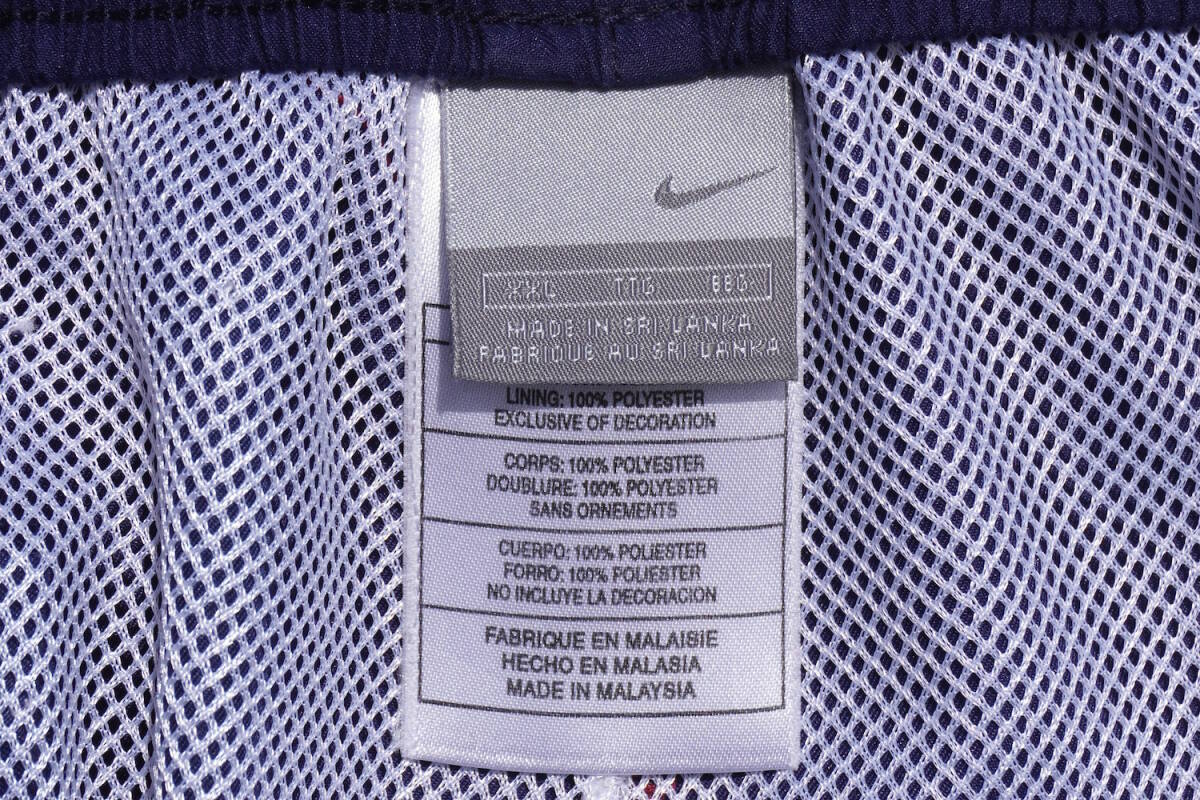 XXL TTG EEG
MADE IN SRI LANKA
FABRIQUE AU SRI LANKA
LINING: 100% POLYESTER
EXCLUSIVE OF DECORATION
CORPS: 100% POLYESTER
DOUBLURE: 100% POLYESTER
SANS ORNEMENTS
CUERPO: 100% POLIESTER
FORRO: 100% POLIESTER
NO INCLUYE LA DECORACION
FABRIQUE EN MALAISIE
HECHO EN MALASIA
MADE IN MALAYSIA